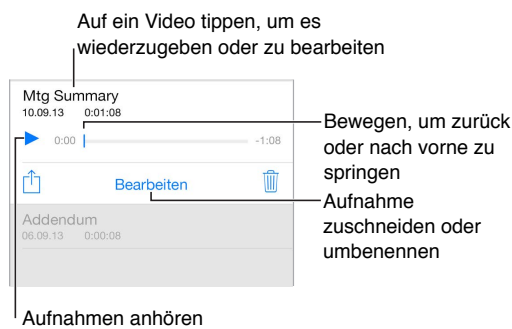 Auf ein Video tippen, um es
wiederzugeben oder zu bearbeiten
Mtg Summary
10.09.13 0:01:08
0:00 -1:08
Bearbeiten
Addendum
06.09.13 0:00:08
Bewegen, um zurück
oder nach vorne zu
springen
Aufnahme
zuschneiden oder
umbenennen
Aufnahmen anhören